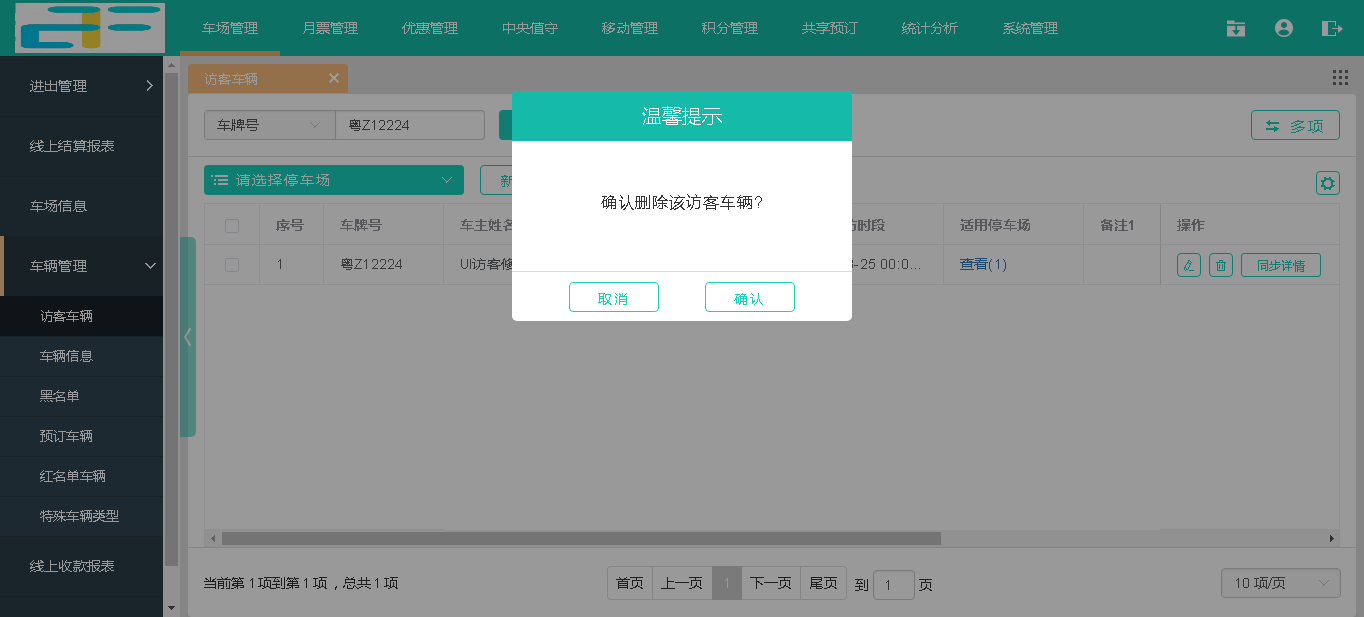 车场管理 月票管理 优惠管理 中央值守 移动管理 积分管理 共享预订 统计分析 系统管理
进出管理
线上结算报表
车场信息
车辆管理
访客车辆
车辆信息
黑名单
预订车辆
红名单车辆
特殊车辆类型
线上收款报表
访客车辆
车牌号 粤Z12224 多项
请选择停车场
序号 车牌号 车主姓名 适用停车场 备注1 操作
1 粤Z12224 UI访客 -25 00:0... 查看(1) 同步详情
温馨提示
确认删除该访客车辆?
取消 确认
当前第 1 项到第 1 项，总共 1 项
首页 上一页 1 下一页 尾页 到 1 页
10 项/页